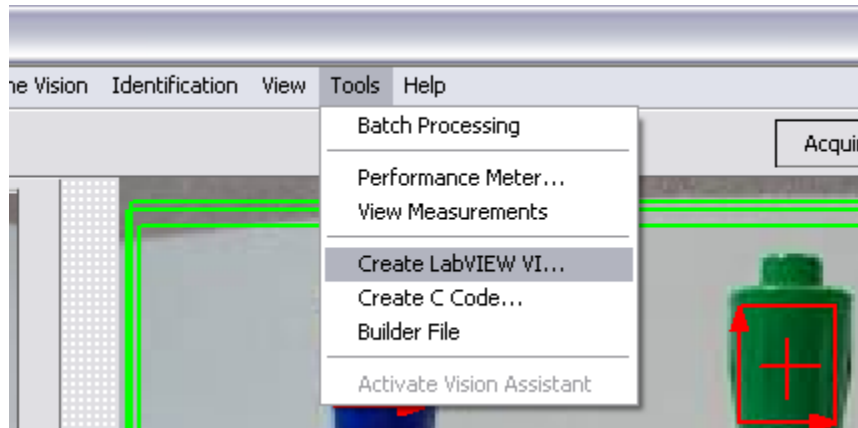 Vision Identification View Tools Help
Batch Processing
Acqui
Performance Meter...
View Measurements
Create LabVIEW VI...
Create C Code...
Builder File
Activate Vision Assistant